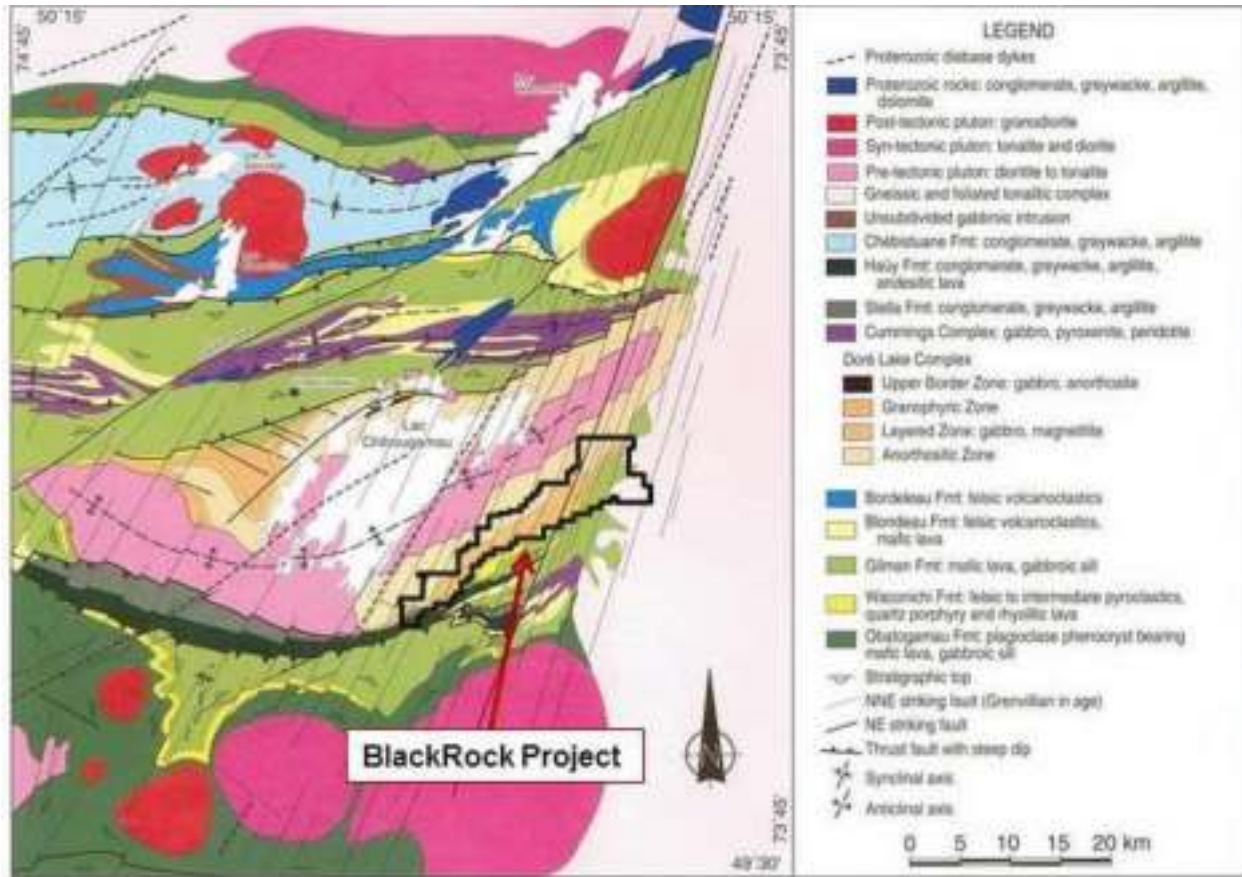 50°15'
50°15'
74°45'
73°45'
Lac
Chibougamau
BlackRock Project
73°45'
49°30'
LEGEND
Proterozoic diabase dykes
Proterozoic rocks: conglomerate, greywacke, argillite,
dolomite
Post-tectonic pluton: granodiorite
Syn-tectonic pluton: tonalite and diorite
Pre-tectonic pluton: diortite to tonalite
Gneissic and foliated tonalitic complex
Unsubdivided gabbroic intrusion
Chebistuane Fmt: conglomerate, greywacke, argillite
Haüy Fmt: conglomerate, greywacke, argillite,
andesitic lava
Stella Fmt: conglomerate, greywacke, argillite
Cummings Complex: gabbro, pyroxenite, peridotite
Doré Lake Complex
Upper Border Zone: gabbro, anorthosite
Granophyric Zone
Layered Zone: gabbro, magnetitite
Anorthositic Zone
Bordeleau Fmt: felsic volcanoclastics
Blondeau Fmt: felsic volcanoclastics,
mafic lava
Gilman Fmt: mafic lava, gabbroic sill
Waconichi Fmt: felsic to intermediate pyroclastics,
quartz porphyry and rhyolitic lava
Obatogamau Fmt: plagioclase phenocryst bearing
mafic lava, gabbroic sill
Stratigraphic top
NNE striking fault (Grenvillian in age)
NE striking fault
Thrust fault with steep dip
Synclinal axis
Anticlinal axis
0 5 10 15 20 km